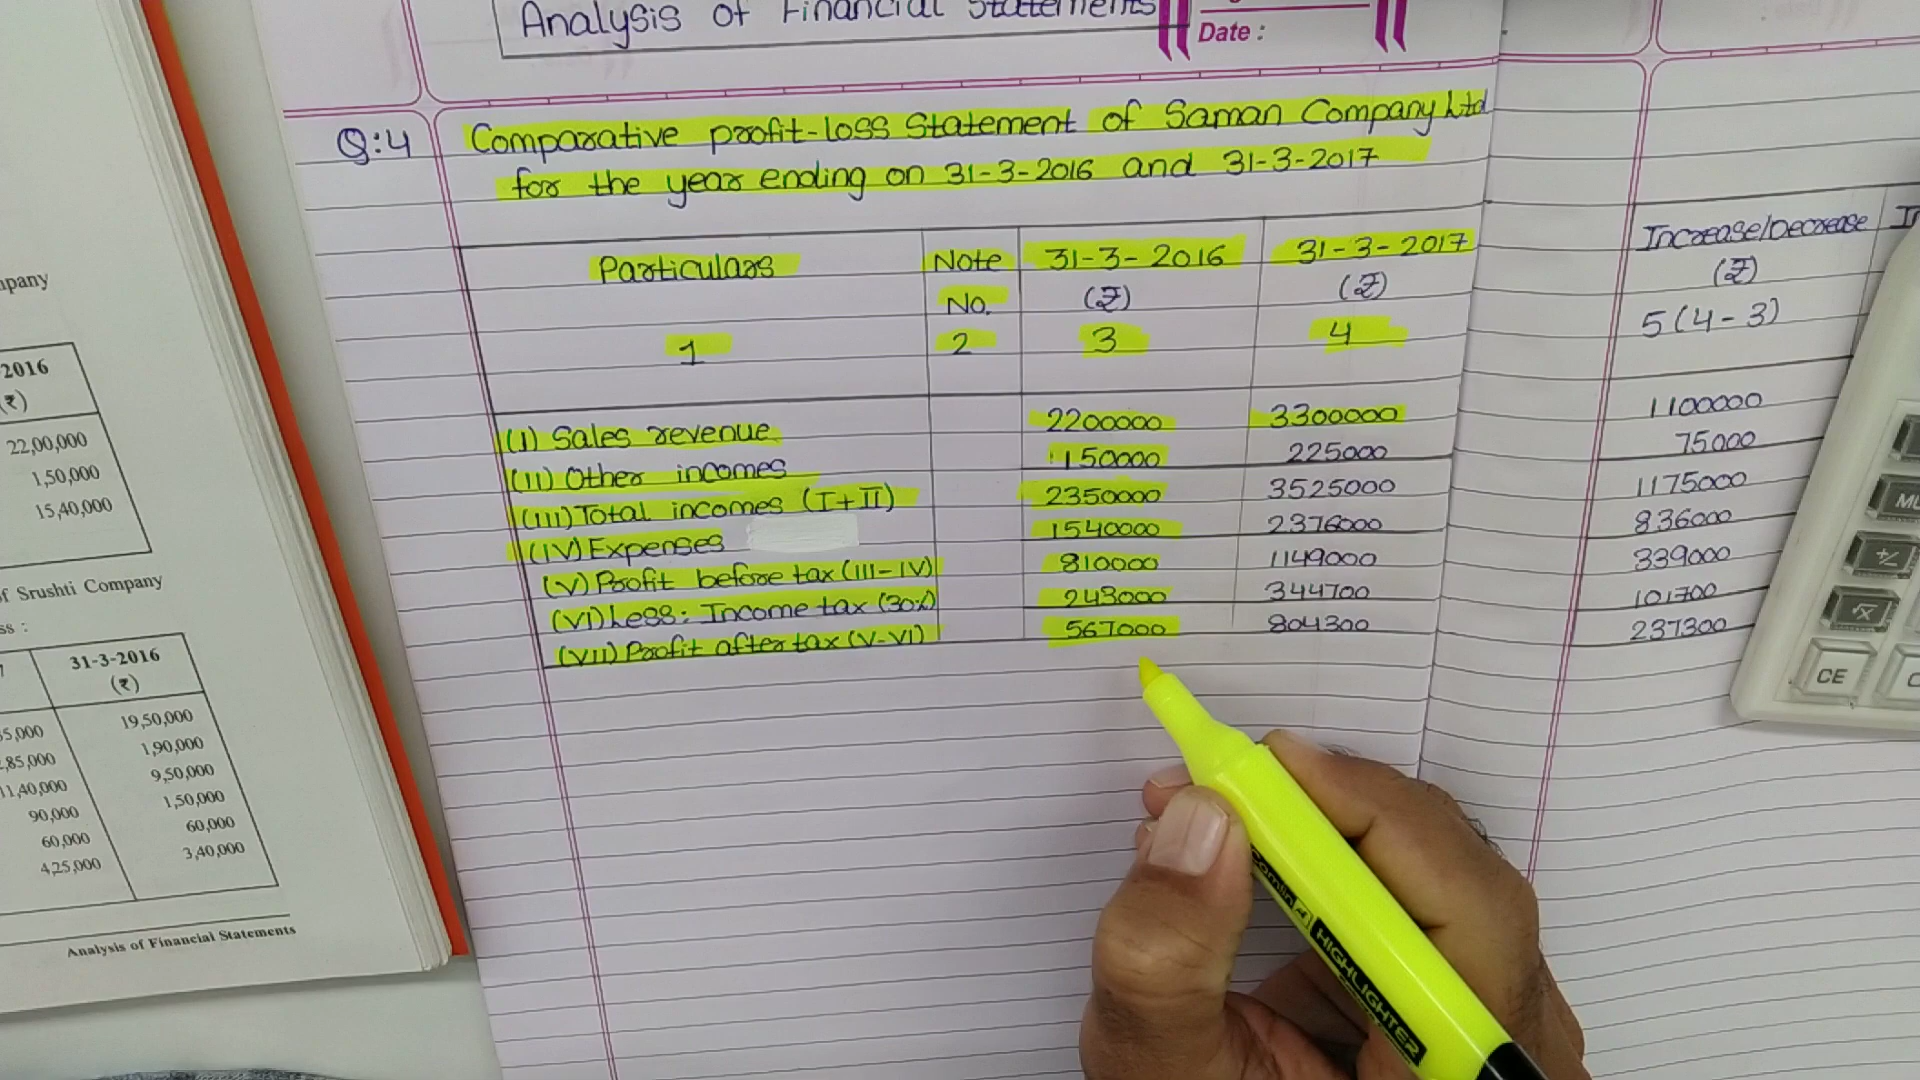 Analysis of Financial Statements
Date :
Q:4 Comparative profit-loss Statement of Saman Company Ltd
for the year ending on 31-3-2016 and 31-3-2017
Particulars Note No. 31-3-2016 (₹) 31-3-2017 (₹) Increase/Decrease (₹)
1 2 3 4 5(4-3)
(I) Sales revenue 2200000 3300000 1100000
(II) Other incomes 150000 225000 75000
(III) Total incomes (I+II) 2350000 3525000 1175000
(IV) Expenses 1540000 2376000 836000
(V) Profit before tax (III-IV) 810000 1149000 339000
(VI) Less: Income tax (30%) 243000 344700 101700
(VII) Profit after tax (V-VI) 567000 804300 237300
2016
(₹)
22,00,000
1,50,000
15,40,000
Srushti Company
31-3-2016
(₹)
19,50,000
1,90,000
11,40,000 9,50,000
90,000 1,50,000
60,000 60,000
4,25,000 3,40,000
Analysis of Financial Statements
CE
+/-
√x
HIGHLIGHTER